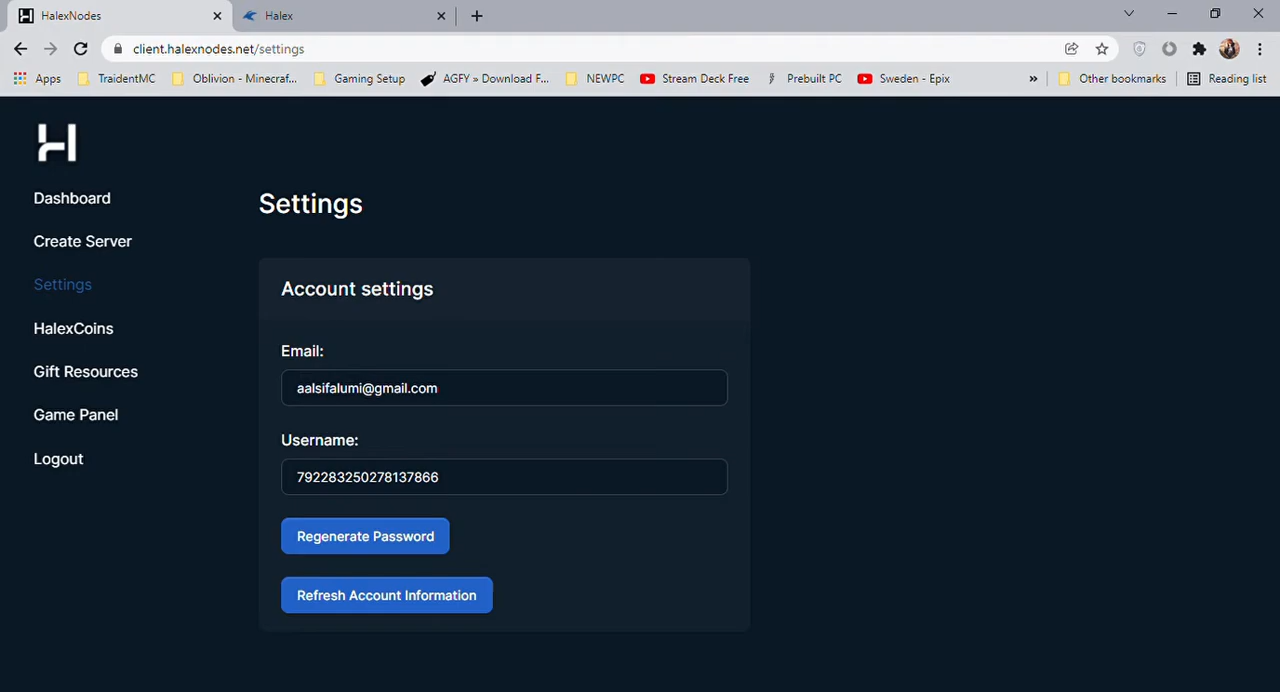 HalexNodes
Halex
client.halexnodes.net/settings
Apps
TraidentMC
Oblivion - Minecraf...
Gaming Setup
AGFY » Download F...
NEWPC
Stream Deck Free
Prebuilt PC
Sweden - Epix
»
Other bookmarks
Reading list
H
Dashboard
Create Server
Settings
HalexCoins
Gift Resources
Game Panel
Logout
Settings
Account settings
Email:
aalsifalumi@gmail.com
Username:
792283250278137866
Regenerate Password
Refresh Account Information